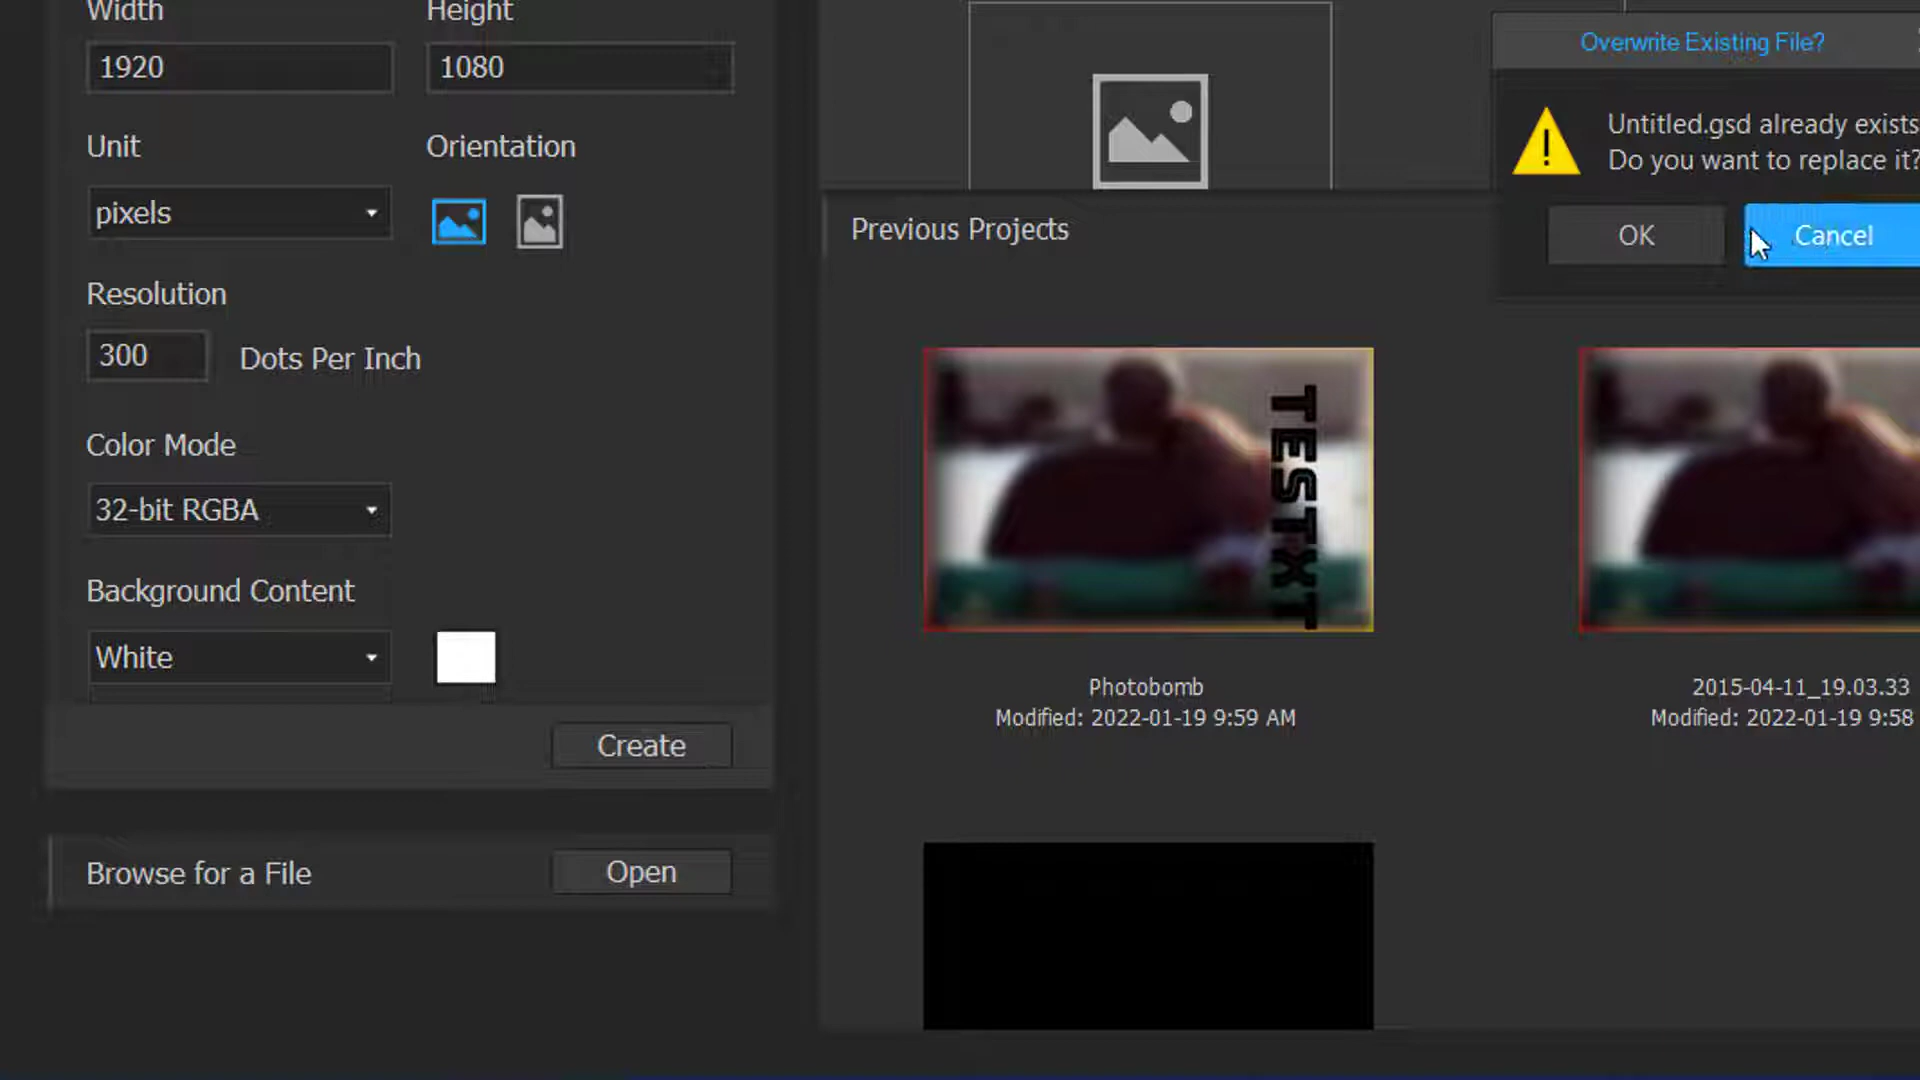 Width
Height
1920
1080
Unit
Orientation
pixels
Resolution
300
Dots Per Inch
Color Mode
32-bit RGBA
Background Content
White
Create
Browse for a File
Open
Previous Projects
TESTXT
Photobomb
Modified: 2022-01-19 9:59 AM
2015-04-11_19.03.33
Modified: 2022-01-19 9:58
Overwrite Existing File?
Untitled.gsd already exists
Do you want to replace it?
OK
Cancel